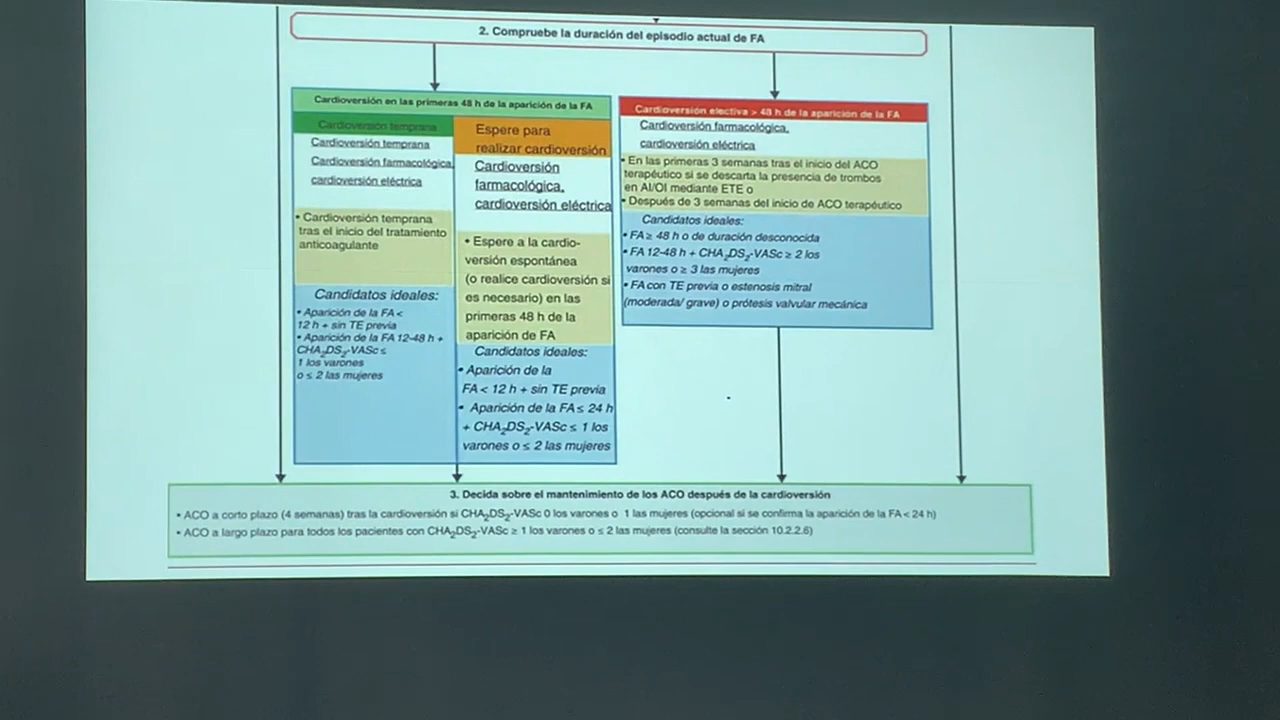 2. Compruebe la duración del episodio actual de FA
Cardioversión en las primeras 48 h de la aparición de la FA
Cardioversión temprana
Cardioversión temprana
Cardioversión farmacológica,
cardioversión eléctrica
• Cardioversión temprana
tras el inicio del tratamiento
anticoagulante
Candidatos ideales:
• Aparición de la FA <
12 h + sin TE previa
• Aparición de la FA 12-48 h +
CHA2DS2-VASc ≤
1 los varones
o ≤ 2 las mujeres
Espere para
realizar cardioversión
Cardioversión
farmacológica,
cardioversión eléctrica
• Espere a la cardio-
versión espontánea
(o realice cardioversión si
es necesario) en las
primeras 48 h de la
aparición de FA
Candidatos ideales:
• Aparición de la
FA < 12 h + sin TE previa
• Aparición de la FA ≤ 24 h
+ CHA2DS2-VASc ≤ 1 los
varones o ≤ 2 las mujeres
Cardioversión electiva > 48 h de la aparición de la FA
Cardioversión farmacológica,
cardioversión eléctrica
• En las primeras 3 semanas tras el inicio del ACO
terapéutico si se descarta la presencia de trombos
en AI/OI mediante ETE o
• Después de 3 semanas del inicio de ACO terapéutico
Candidatos ideales:
• FA ≥ 48 h o de duración desconocida
• FA 12-48 h + CHA2DS2-VASc ≥ 2 los
varones o ≥ 3 las mujeres
• FA con TE previa o estenosis mitral
(moderada/ grave) o prótesis valvular mecánica
3. Decida sobre el mantenimiento de los ACO después de la cardioversión
• ACO a corto plazo (4 semanas) tras la cardioversión si CHA2DS2-VASc 0 los varones o 1 las mujeres (opcional si se confirma la aparición de la FA < 24 h)
• ACO a largo plazo para todos los pacientes con CHA2DS2-VASc ≥ 1 los varones o ≤ 2 las mujeres (consulte la sección 10.2.2.6)